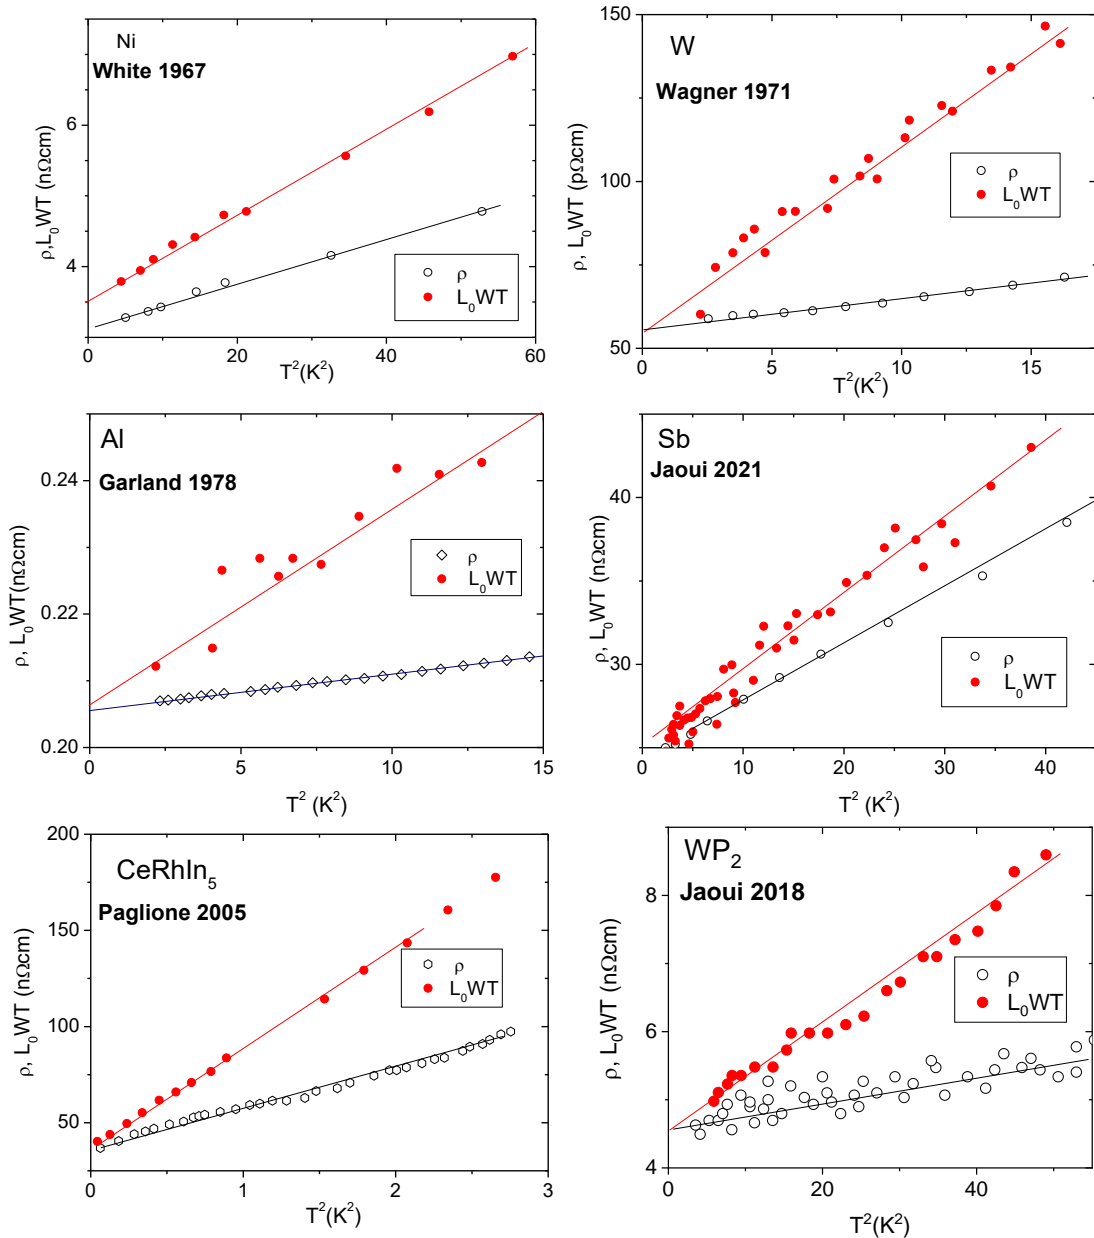 Ni
White 1967
ρ,L₀WT (nΩcm)
6
4
ρ
L₀WT
0
20
40
60
T²(K²)
W
Wagner 1971
ρ, L₀WT (pΩcm)
150
100
50
ρ
L₀WT
0
5
10
15
T²(K²)
Al
Garland 1978
ρ, L₀WT(nΩcm)
0.24
0.22
0.20
ρ
L₀WT
0
5
10
15
T² (K²)
Sb
Jaoui 2021
ρ, L₀WT (nΩcm)
40
30
ρ
L₀WT
0
10
20
30
40
T² (K²)
CeRhIn₅
Paglione 2005
ρ, L₀WT (nΩcm)
200
150
100
50
ρ
L₀WT
0
1
2
3
T²(K²)
WP₂
Jaoui 2018
ρ, L₀WT (nΩcm)
8
6
4
ρ
L₀WT
0
20
40
T²(K²)